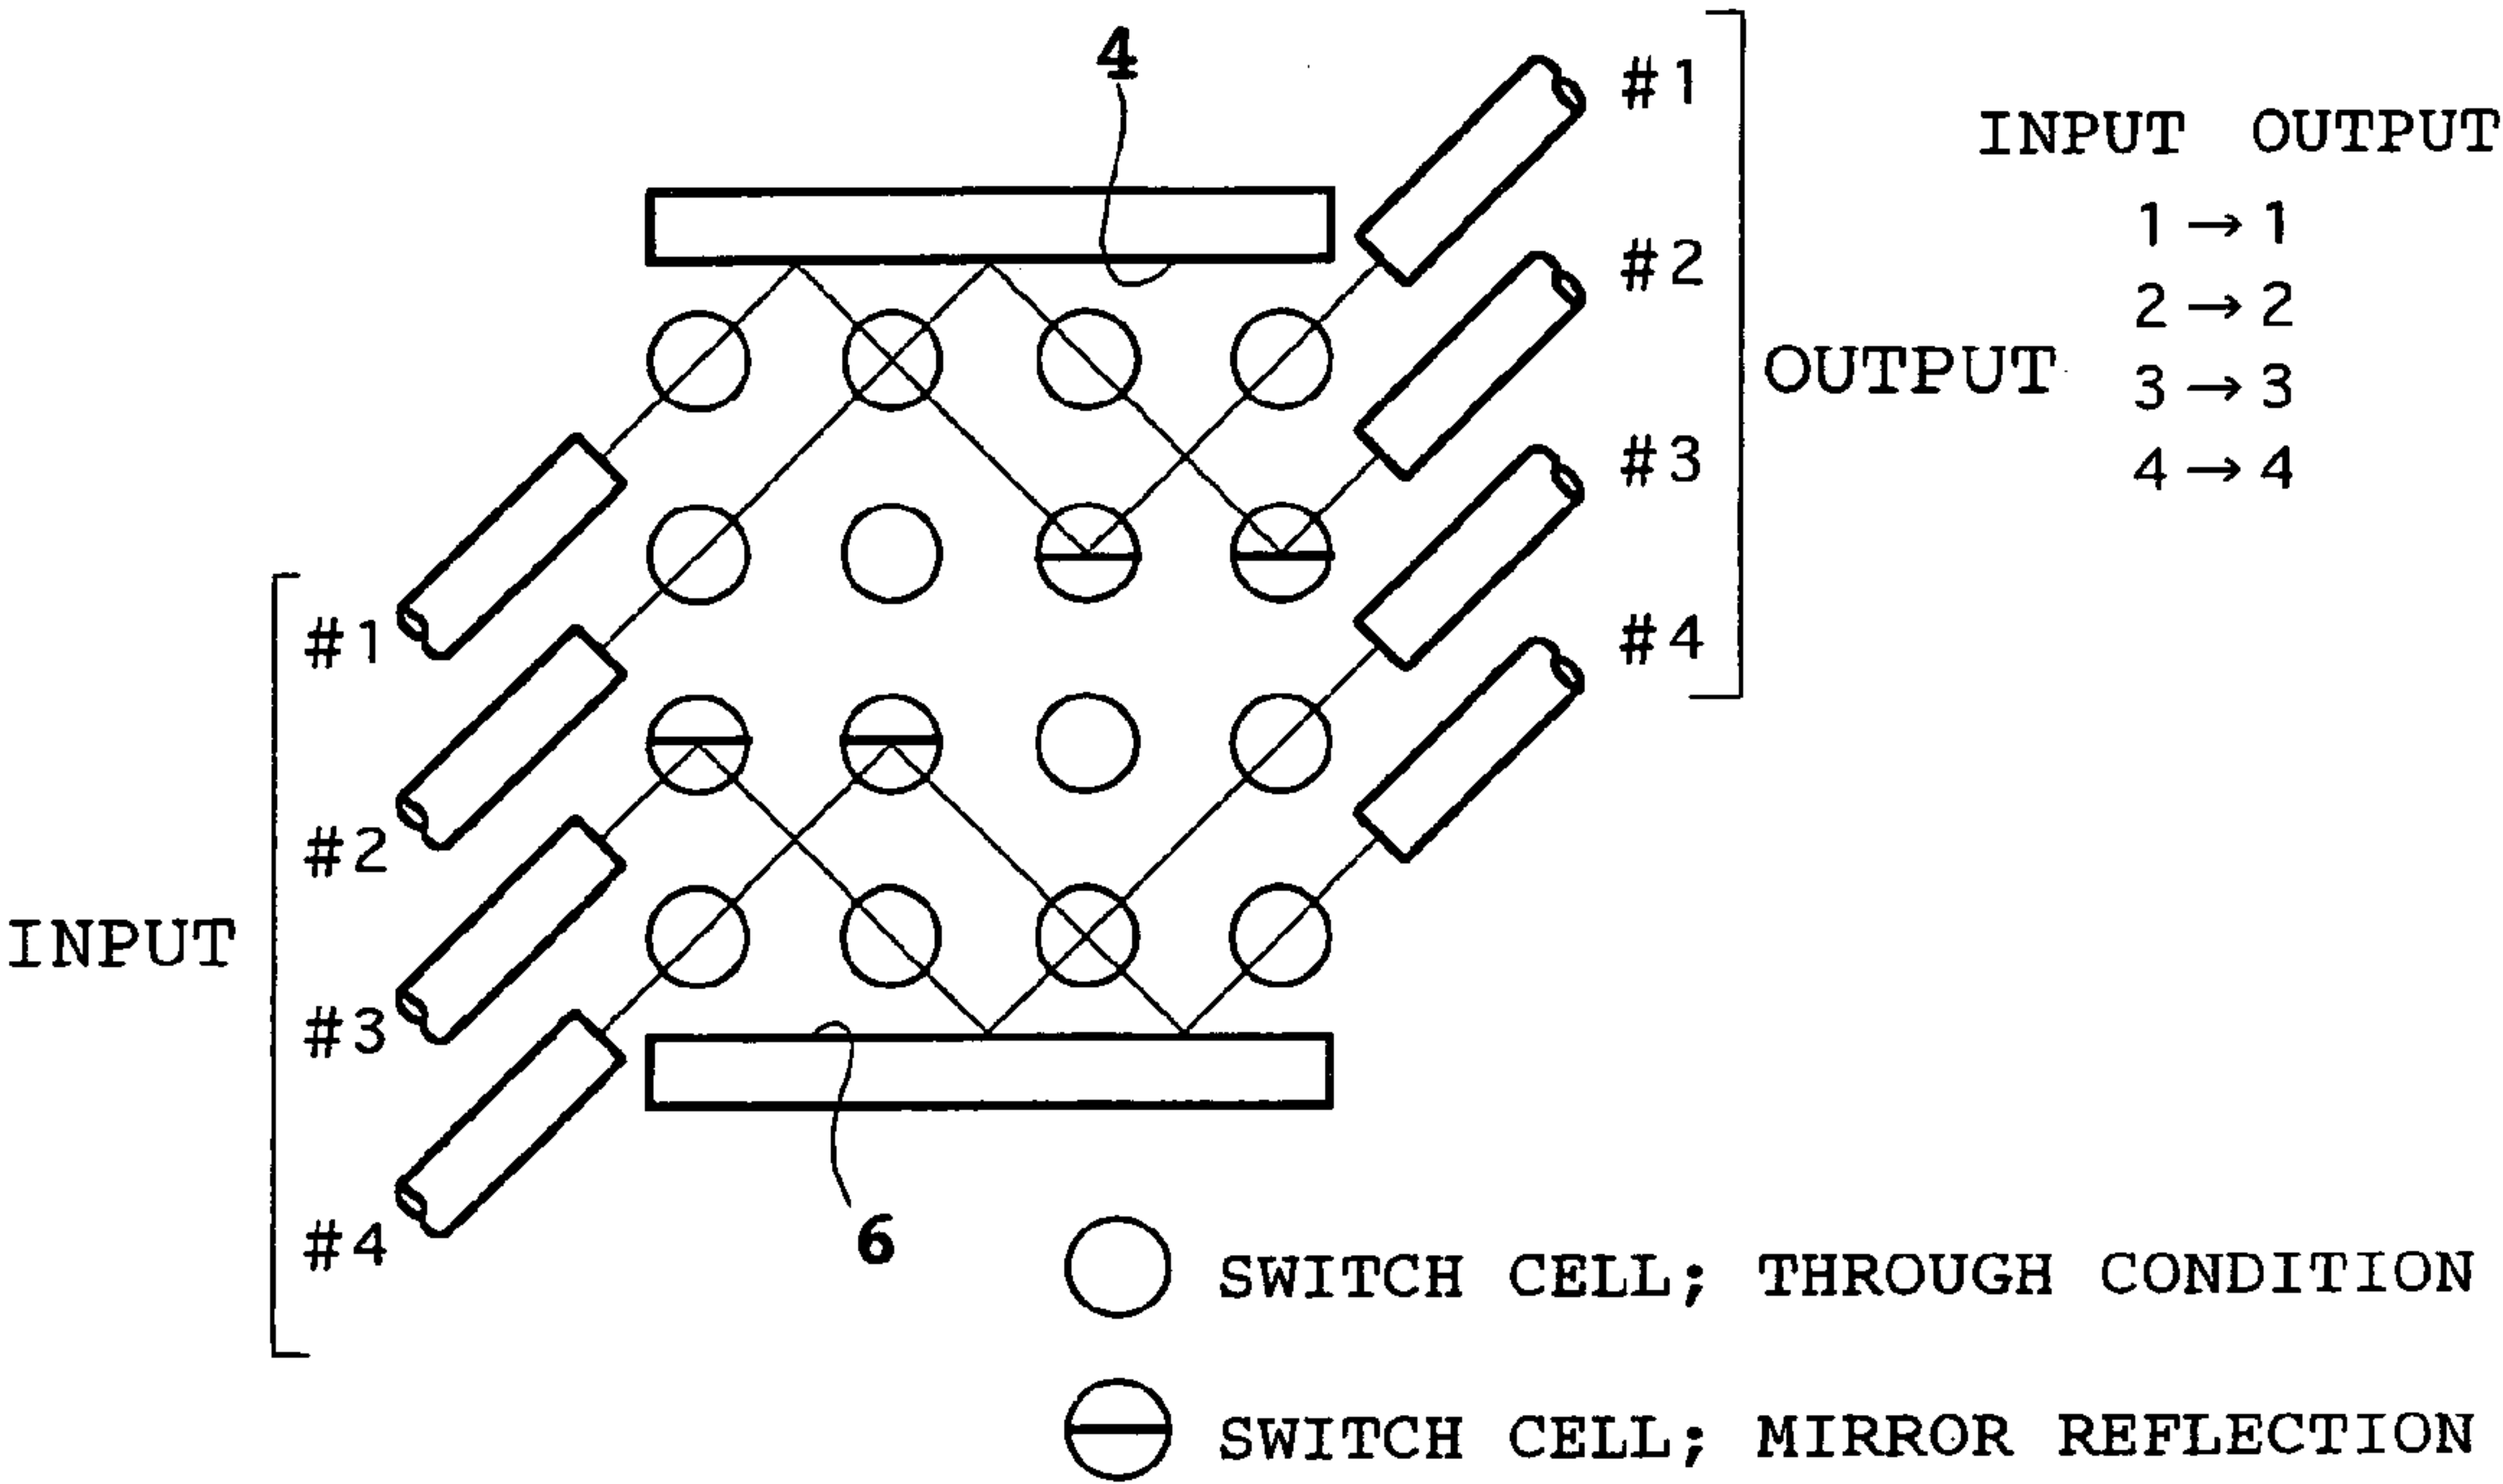 4
#1
#2
#3
#4
OUTPUT
INPUT OUTPUT
1 → 1
2 → 2
3 → 3
4 → 4
#1
#2
#3
#4
INPUT
6
SWITCH CELL; THROUGH CONDITION
SWITCH CELL; MIRROR REFLECTION